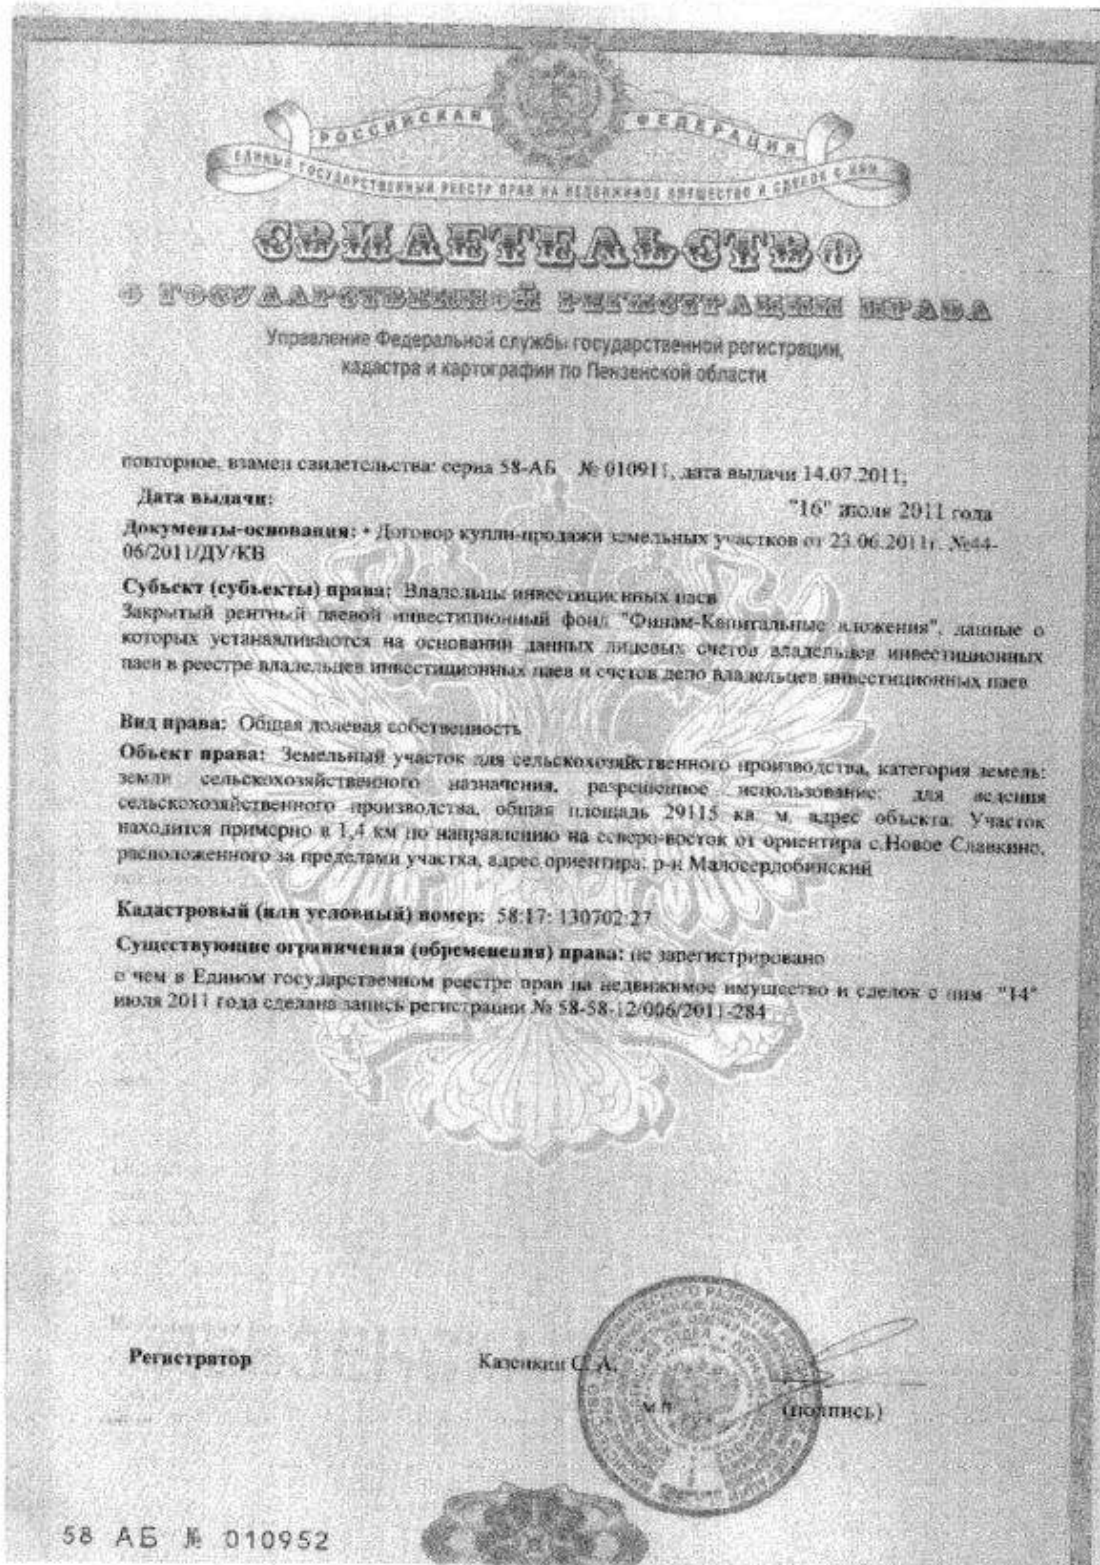 РОССИЙСКАЯ ФЕДЕРАЦИЯ
ЕДИНЫЙ ГОСУДАРСТВЕННЫЙ РЕЕСТР ПРАВ НА НЕДВИЖИМОЕ ИМУЩЕСТВО И СДЕЛОК С НИМ
СВИДЕТЕЛЬСТВО
О ГОСУДАРСТВЕННОЙ РЕГИСТРАЦИИ ПРАВА
Управление Федеральной службы государственной регистрации,
кадастра и картографии по Пензенской области
повторное, взамен свидетельства: серия 58-АБ № 010911, дата выдачи 14.07.2011;
Дата выдачи: "16" июля 2011 года
Документы-основания: • Договор купли-продажи земельных участков от 23.06.2011г. №44-
06/2011/ДУ/КВ
Субъект (субъекты) права: Владельцы инвестиционных паев
Закрытый рентный паевой инвестиционный фонд "Финам-Капитальные вложения", данные о
которых устанавливаются на основании данных лицевых счетов владельцев инвестиционных
паев в реестре владельцев инвестиционных паев и счетов депо владельцев инвестиционных паев
Вид права: Общая долевая собственность
Объект права: Земельный участок для сельскохозяйственного производства, категория земель:
земли сельскохозяйственного назначения, разрешенное использование: для ведения
сельскохозяйственного производства, общая площадь 29115 кв. м, адрес объекта: Участок
находится примерно в 1,4 км по направлению на северо-восток от ориентира с.Новое Славкино,
расположенного за пределами участка, адрес ориентира: р-н Малосердобинский
Кадастровый (или условный) номер: 58:17: 130702:27
Существующие ограничения (обременения) права: не зарегистрировано
о чем в Едином государственном реестре прав на недвижимое имущество и сделок с ним "14"
июля 2011 года сделана запись регистрации № 58-58-12/006/2011-284
Регистратор Казенкин С. А.
М.П. (подпись)
58 АБ № 010952